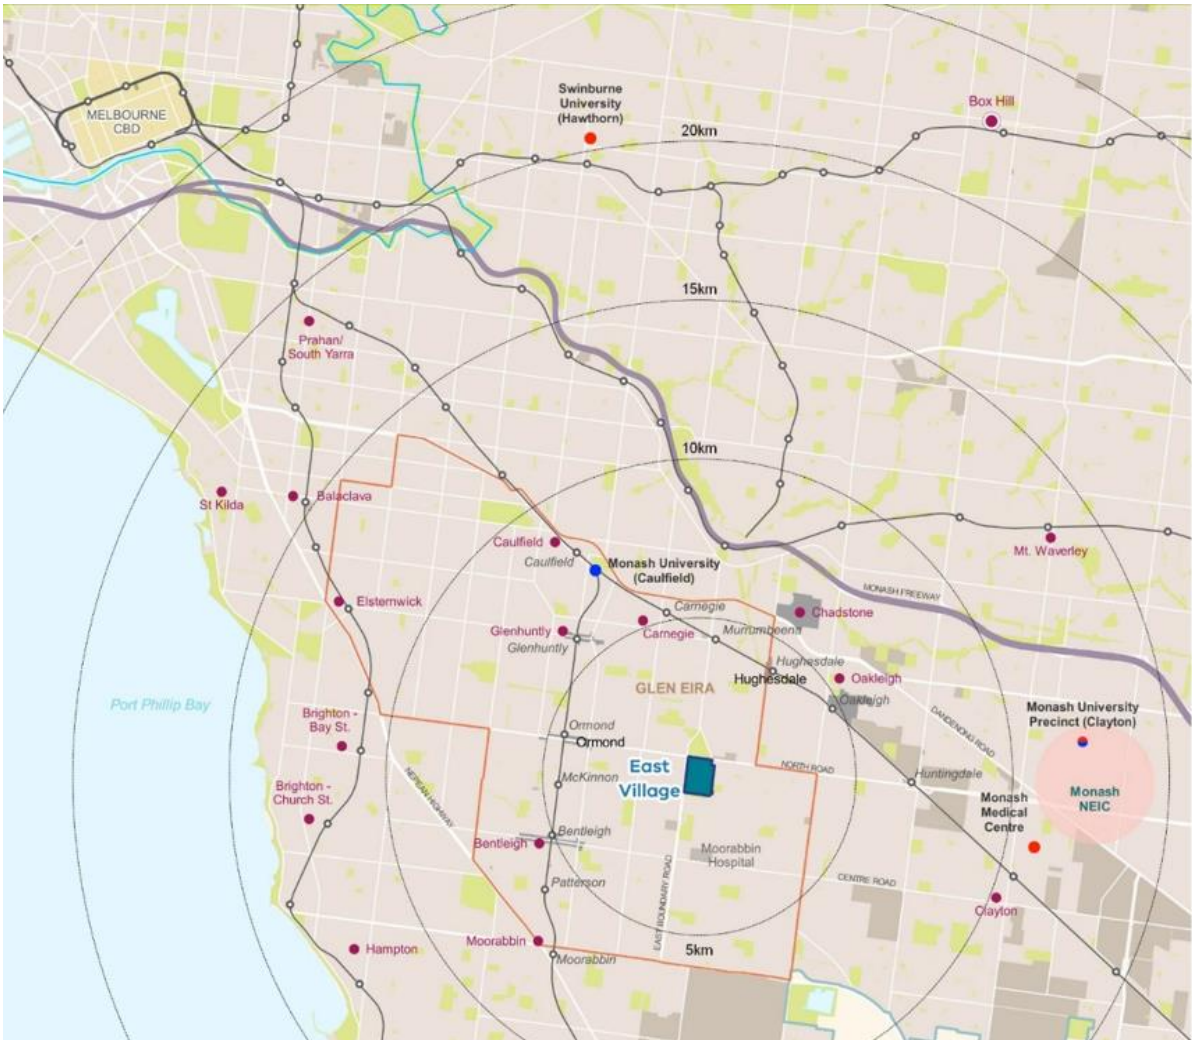 Swinburne
University
(Hawthorn)
Box Hill
MELBOURNE
CBD
20km
15km
Prahan/
South Yarra
10km
St Kilda
Balaclava
Caulfield
Caulfield
Monash University
(Caulfield)
Mt. Waverley
MONASH FREEWAY
Elsternwick
Carnegie
Chadstone
Glenhuntly
Glenhuntly
Carnegie
Murrumbeena
Hughesdale
Hughesdale
GLEN EIRA
Oakleigh
Oakleigh
Port Phillip Bay
Brighton -
Bay St.
Ormond
Ormond
DANDENONG ROAD
Monash University
Precinct (Clayton)
East
Village
NORTH ROAD
McKinnon
Huntingdale
NEPEAN HIGHWAY
Brighton -
Church St.
Monash
NEIC
Monash
Medical
Centre
Bentleigh
Bentleigh
Moorabbin
Hospital
Patterson
EAST BOUNDARY ROAD
CENTRE ROAD
Clayton
Hampton
Moorabbin
Moorabbin
5km